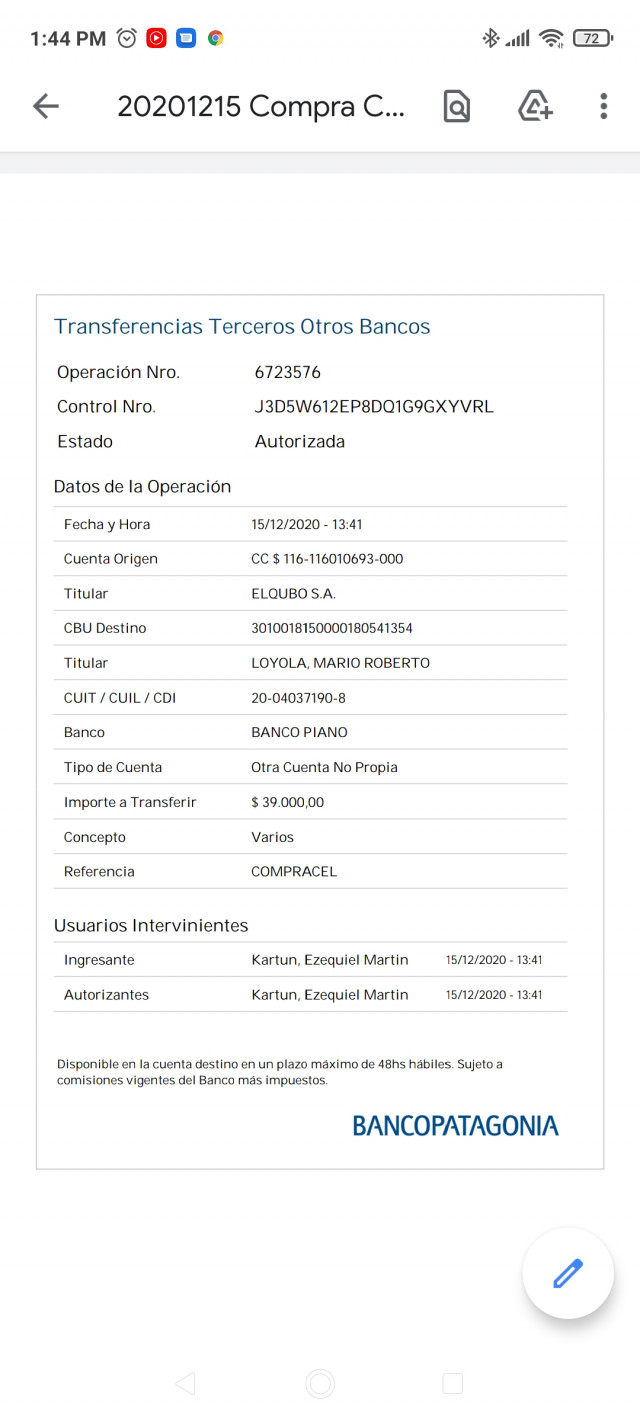 1:44 PM
72
20201215 Compra C...
Transferencias Terceros Otros Bancos
Operación Nro. 6723576
Control Nro. J3D5W612EP8DQ1G9GXYVRL
Estado Autorizada
Datos de la Operación
Fecha y Hora 15/12/2020 - 13:41
Cuenta Origen CC $ 116-116010693-000
Titular ELQUBO S.A.
CBU Destino 3010018150000180541354
Titular LOYOLA, MARIO ROBERTO
CUIT / CUIL / CDI 20-04037190-8
Banco BANCO PIANO
Tipo de Cuenta Otra Cuenta No Propia
Importe a Transferir $ 39.000,00
Concepto Varios
Referencia COMPRACEL
Usuarios Intervinientes
Ingresante Kartun, Ezequiel Martin 15/12/2020 - 13:41
Autorizantes Kartun, Ezequiel Martin 15/12/2020 - 13:41
Disponible en la cuenta destino en un plazo máximo de 48hs hábiles. Sujeto a
comisiones vigentes del Banco más impuestos.
BANCOPATAGONIA